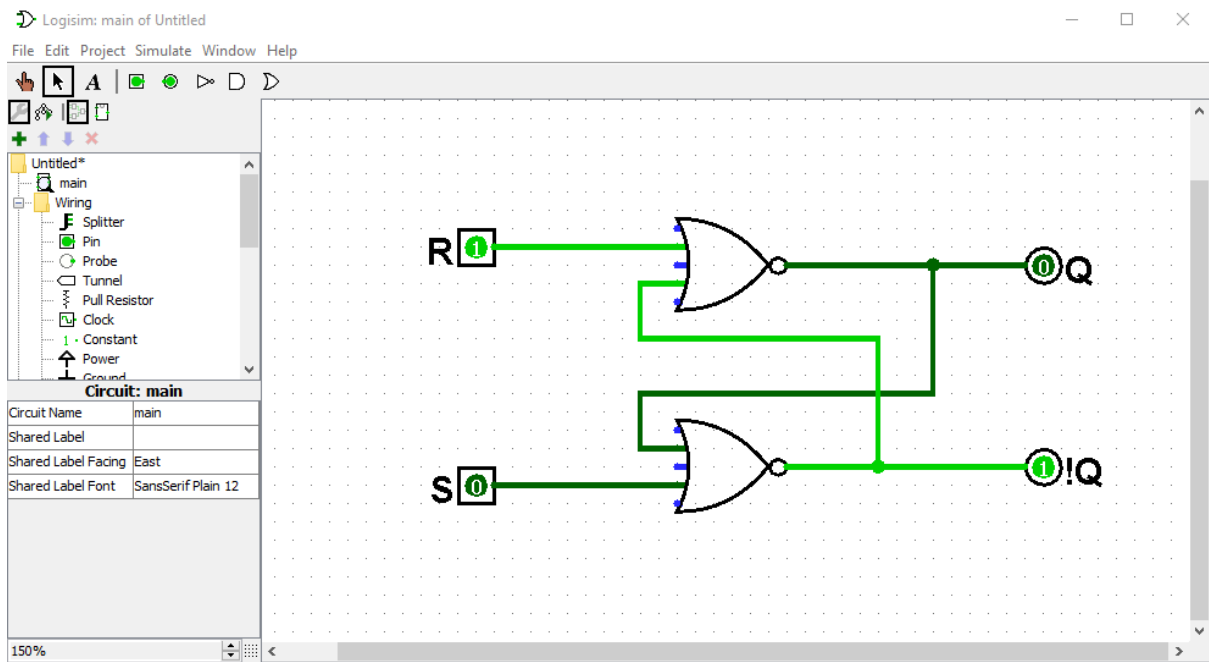 Logisim: main of Untitled
File Edit Project Simulate Window Help
A
Untitled*
main
Wiring
Splitter
Pin
Probe
Tunnel
Pull Resistor
Clock
1 Constant
Power
Ground
Circuit: main
Circuit Name main
Shared Label
Shared Label Facing East
Shared Label Font SansSerif Plain 12
150%
R 1
0 Q
S 0
1 !Q